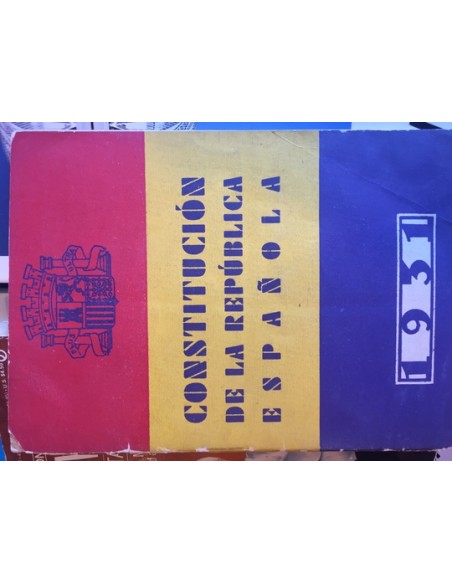 CONSTITUCIÓN
DE LA REPÚBLICA
ESPAÑOLA
1931